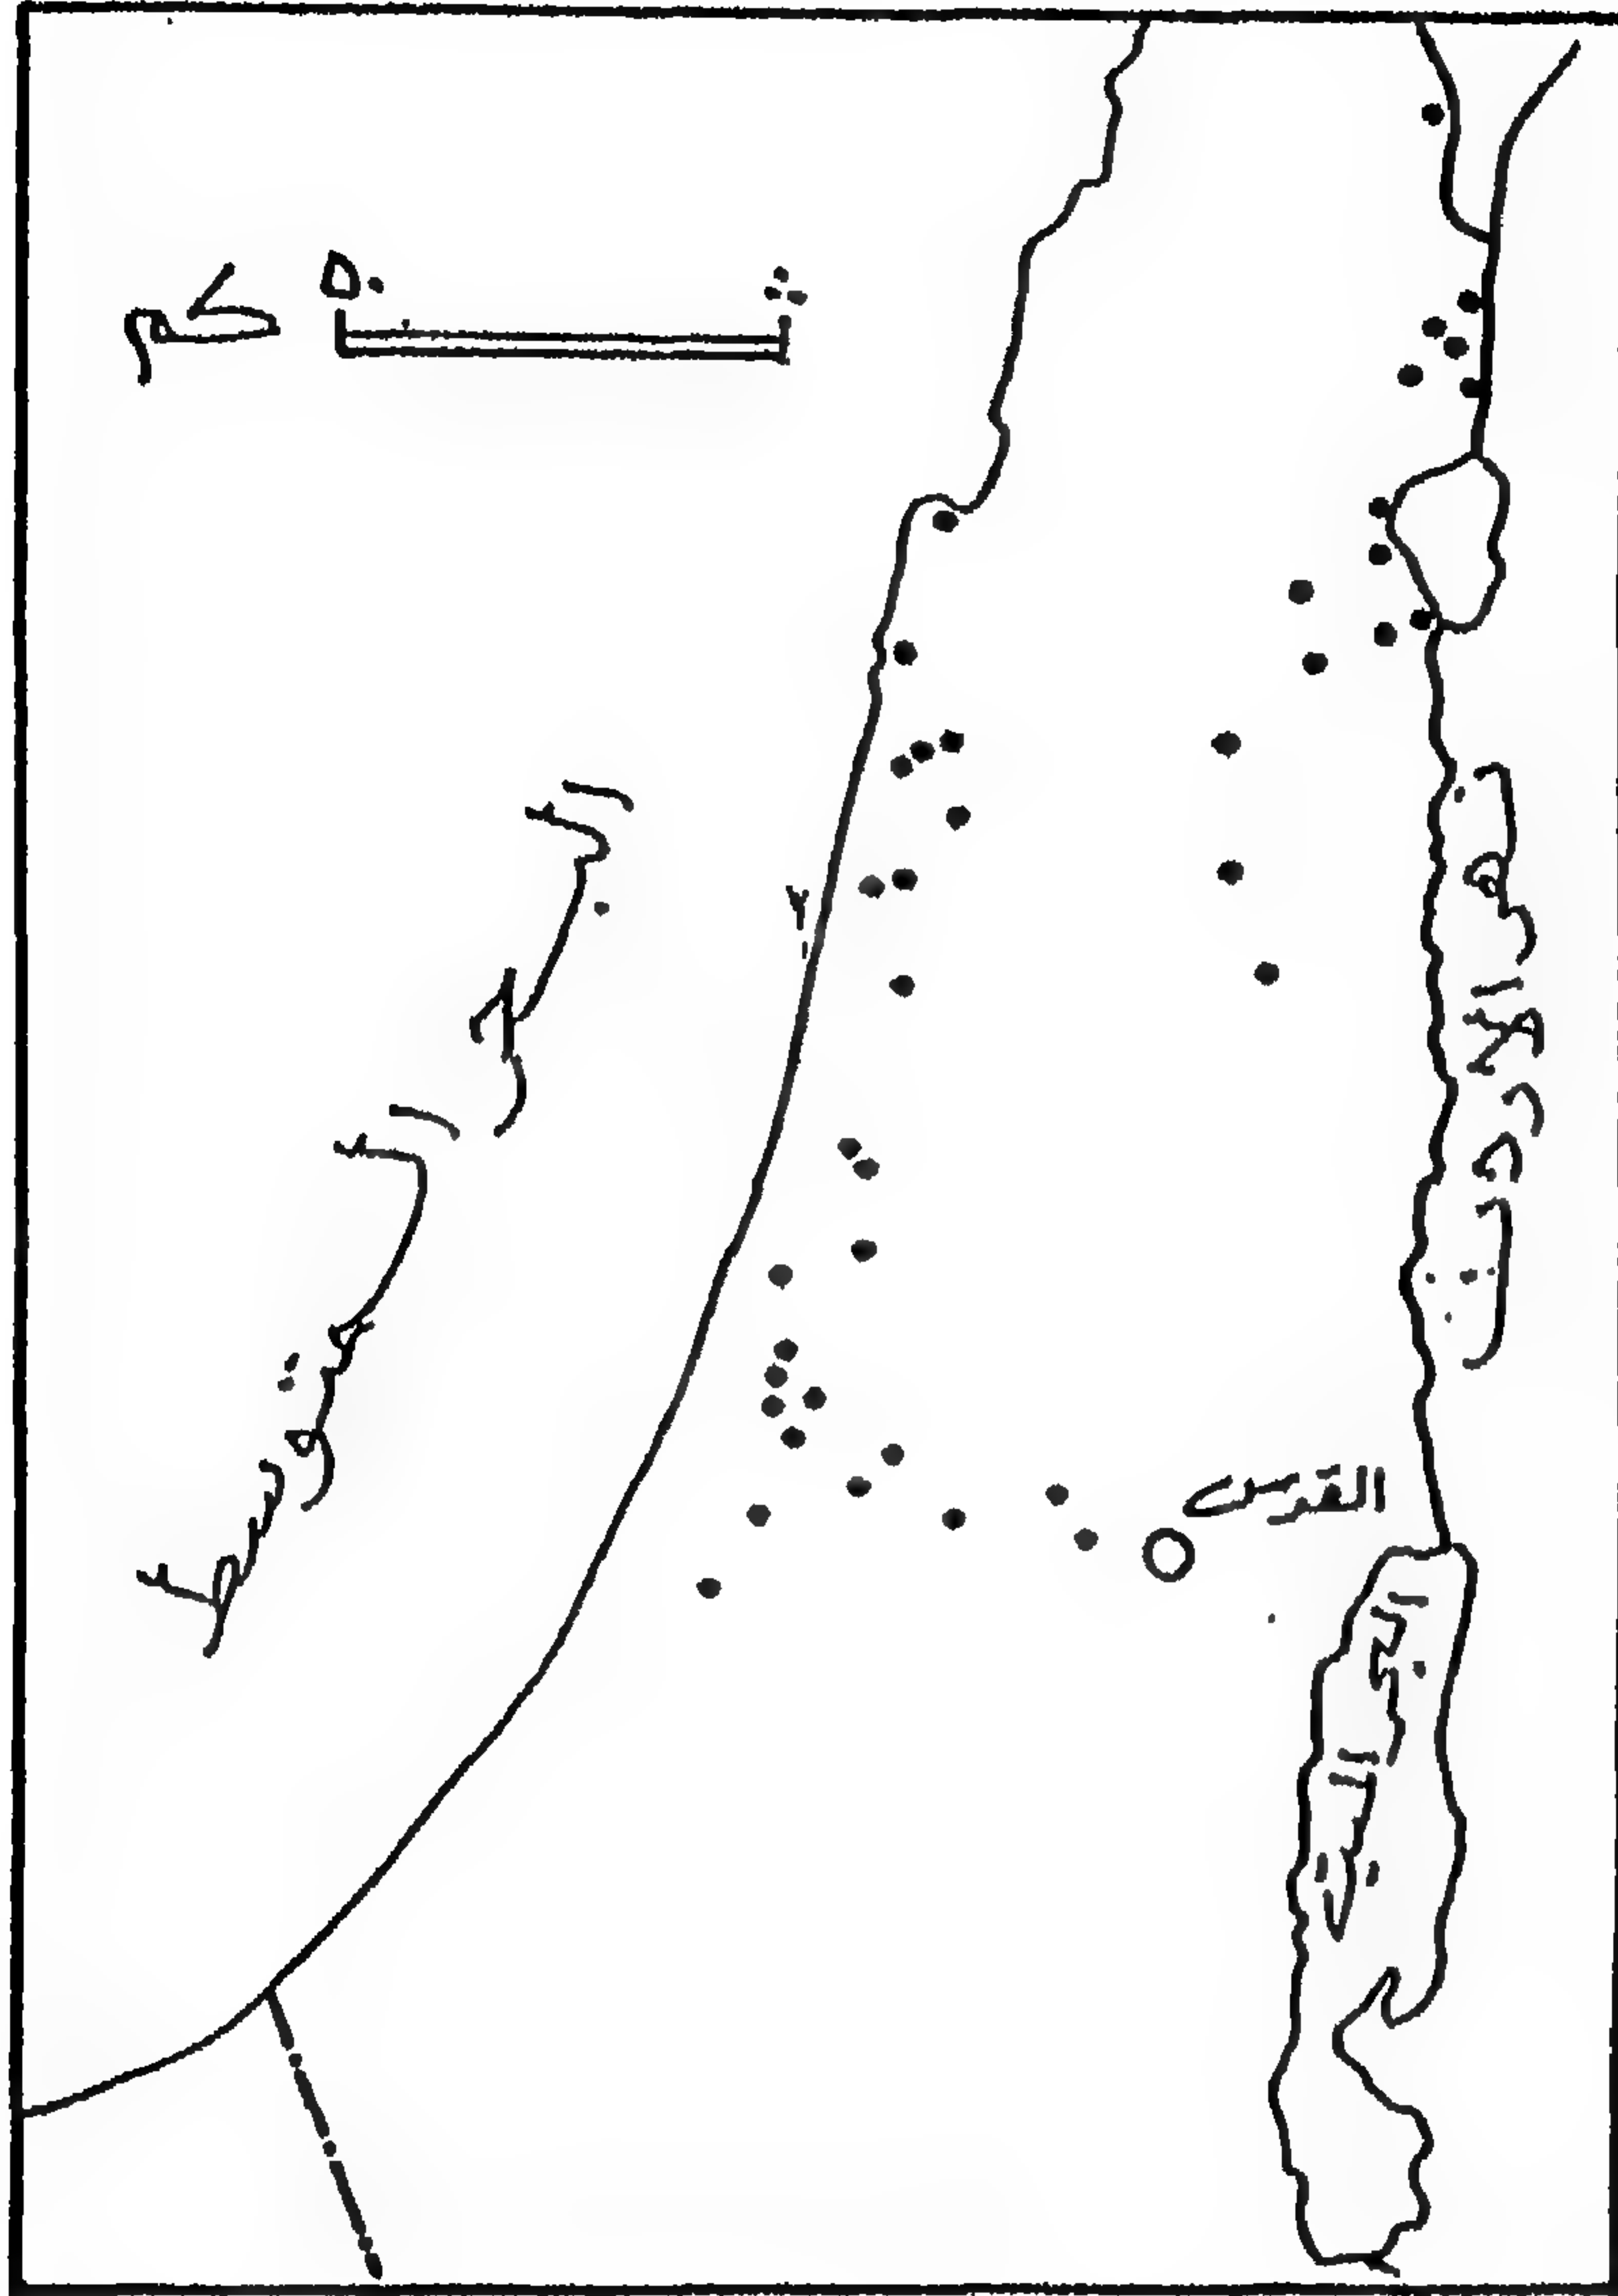 ٥٠ كم
البحر المتوسط
نهر الأردن
القدس
البحر الميت